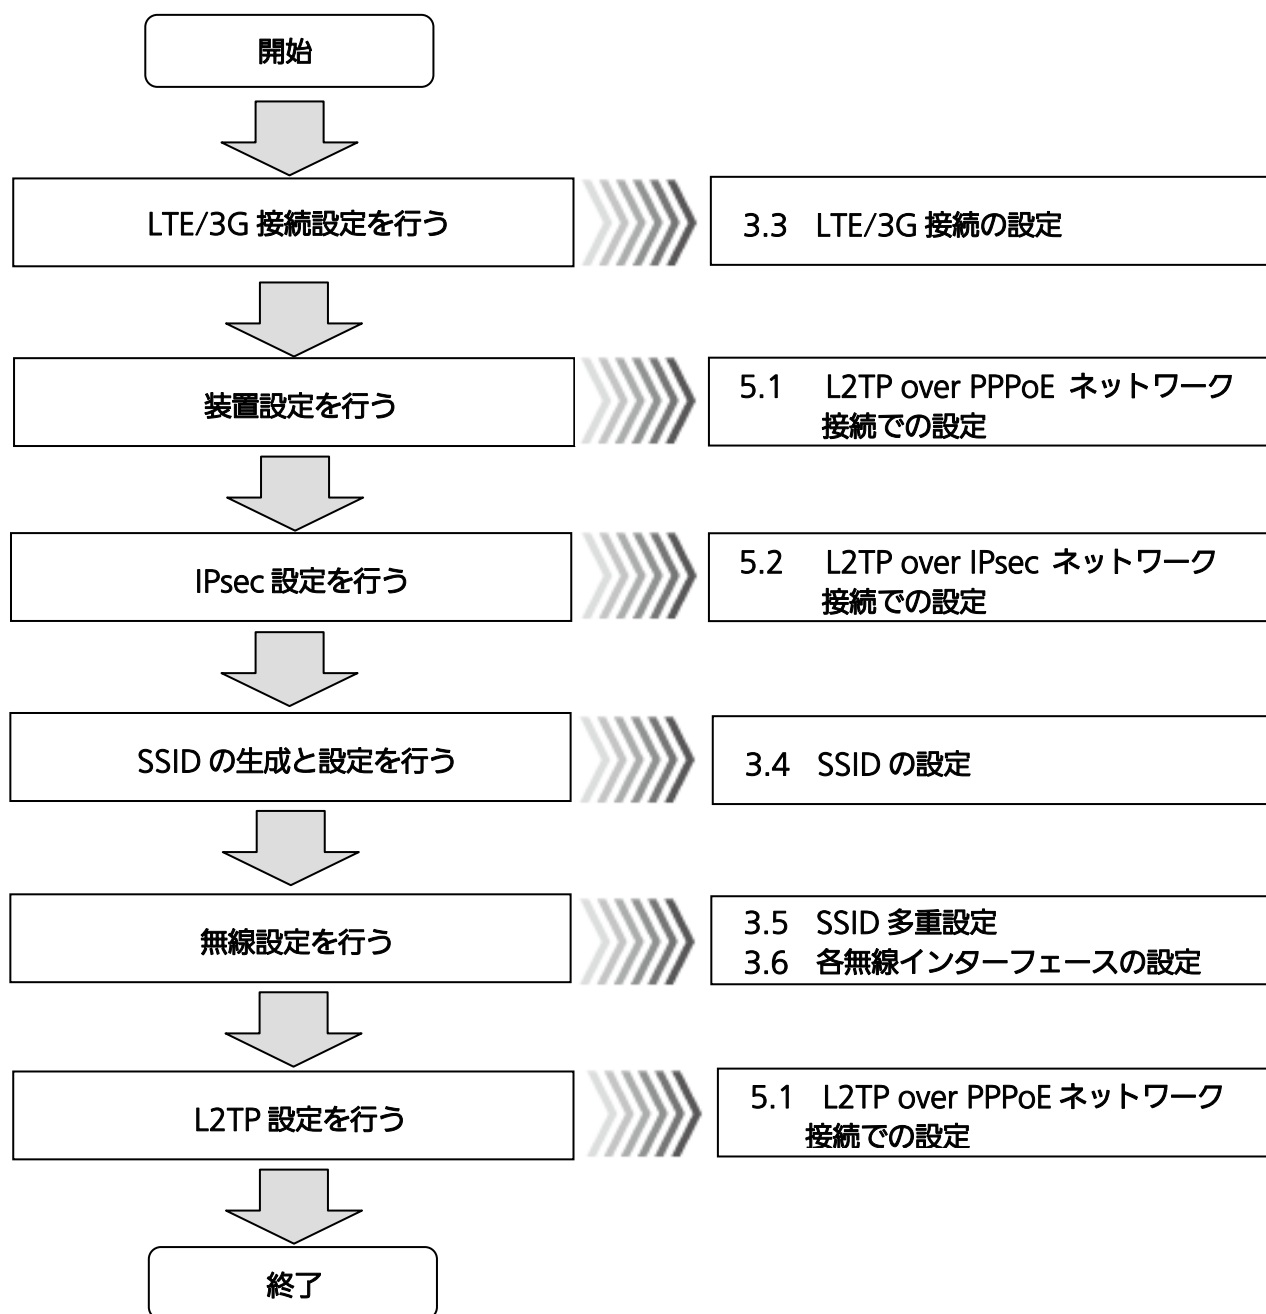 開始
LTE/3G 接続設定を行う
3.3 LTE/3G 接続の設定
装置設定を行う
5.1 L2TP over PPPoE ネットワーク
接続での設定
IPsec 設定を行う
5.2 L2TP over IPsec ネットワーク
接続での設定
SSID の生成と設定を行う
3.4 SSID の設定
無線設定を行う
3.5 SSID 多重設定
3.6 各無線インターフェースの設定
L2TP 設定を行う
5.1 L2TP over PPPoE ネットワーク
接続での設定
終了